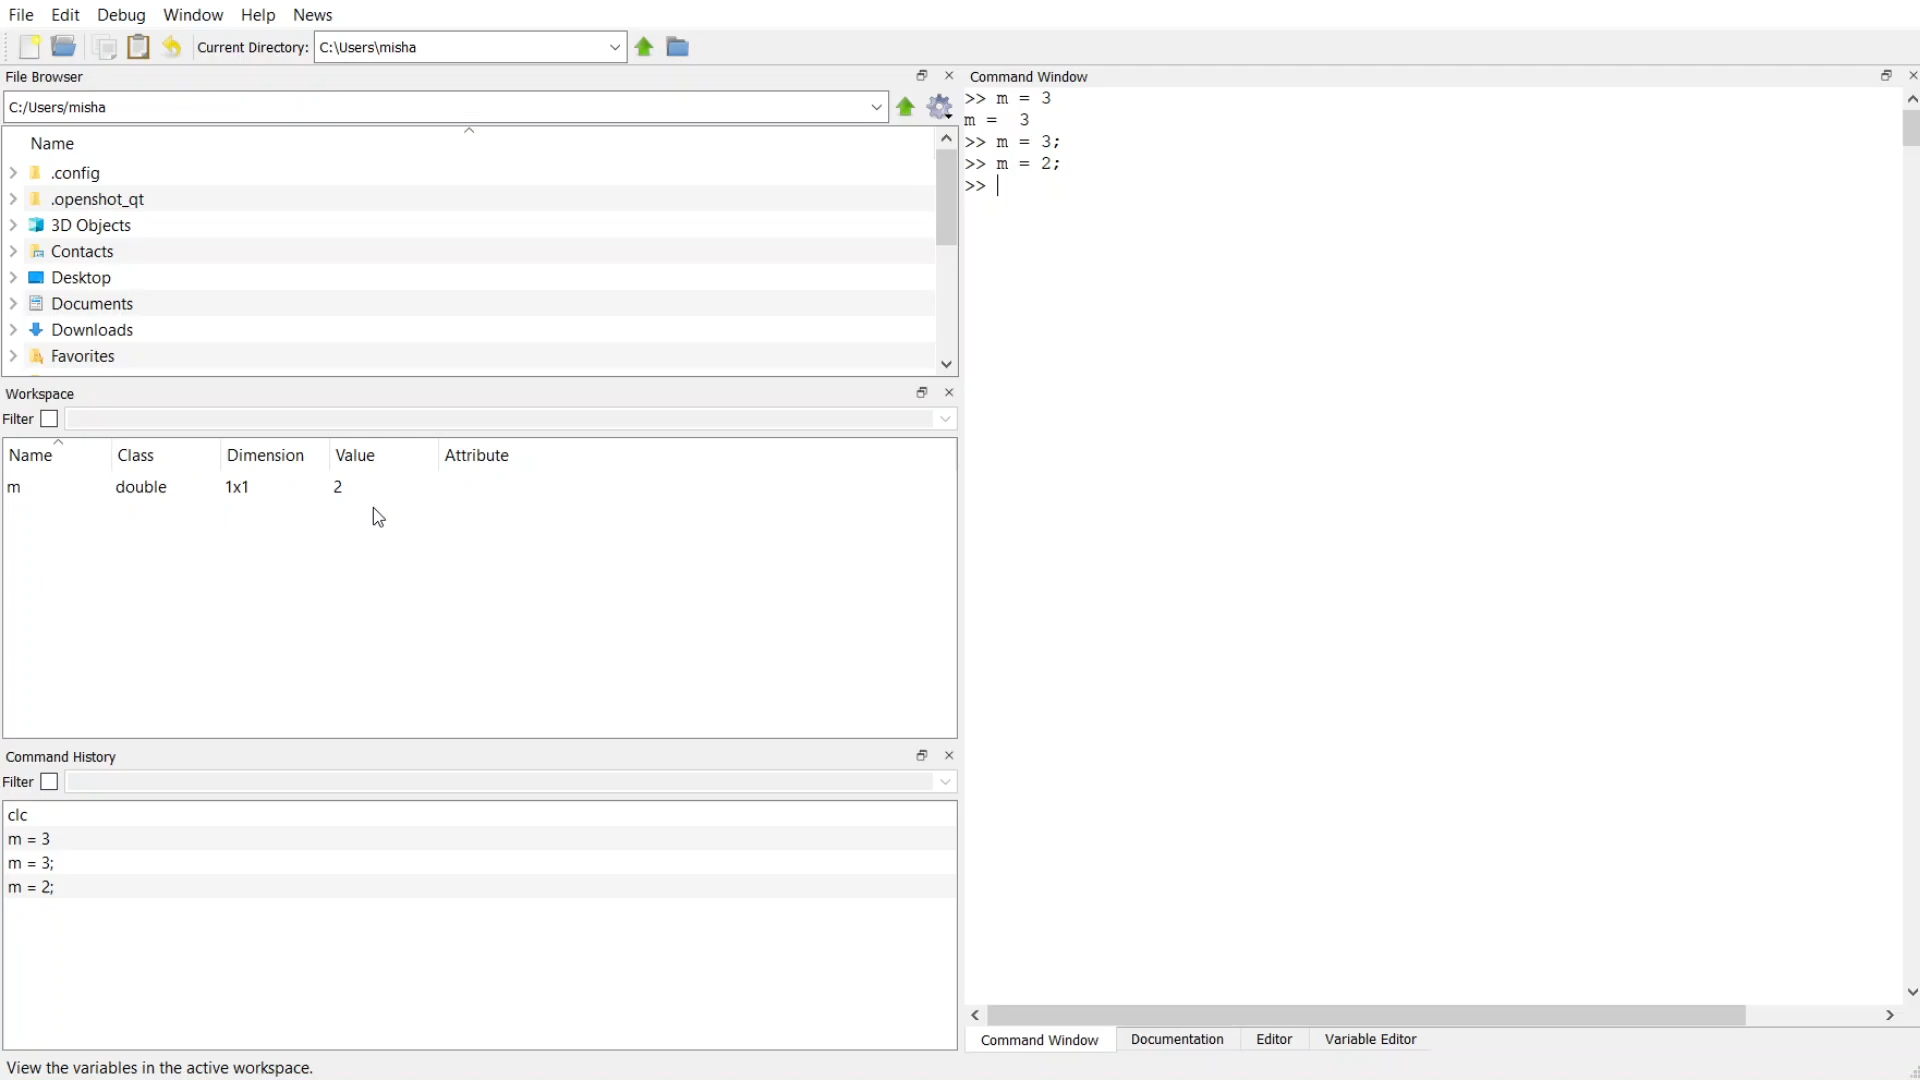 File Edit Debug Window Help News
Current Directory: C:\Users\misha
File Browser
C:/Users/misha
Name
.config
.openshot_qt
3D Objects
Contacts
Desktop
Documents
Downloads
Favorites
Workspace
Filter
Name Class Dimension Value Attribute
m double 1x1 2
Command History
Filter
clc
m = 3
m = 3;
m = 2;
Command Window
>> m = 3
m = 3
>> m = 3;
>> m = 2;
>>
Command Window Documentation Editor Variable Editor
View the variables in the active workspace.